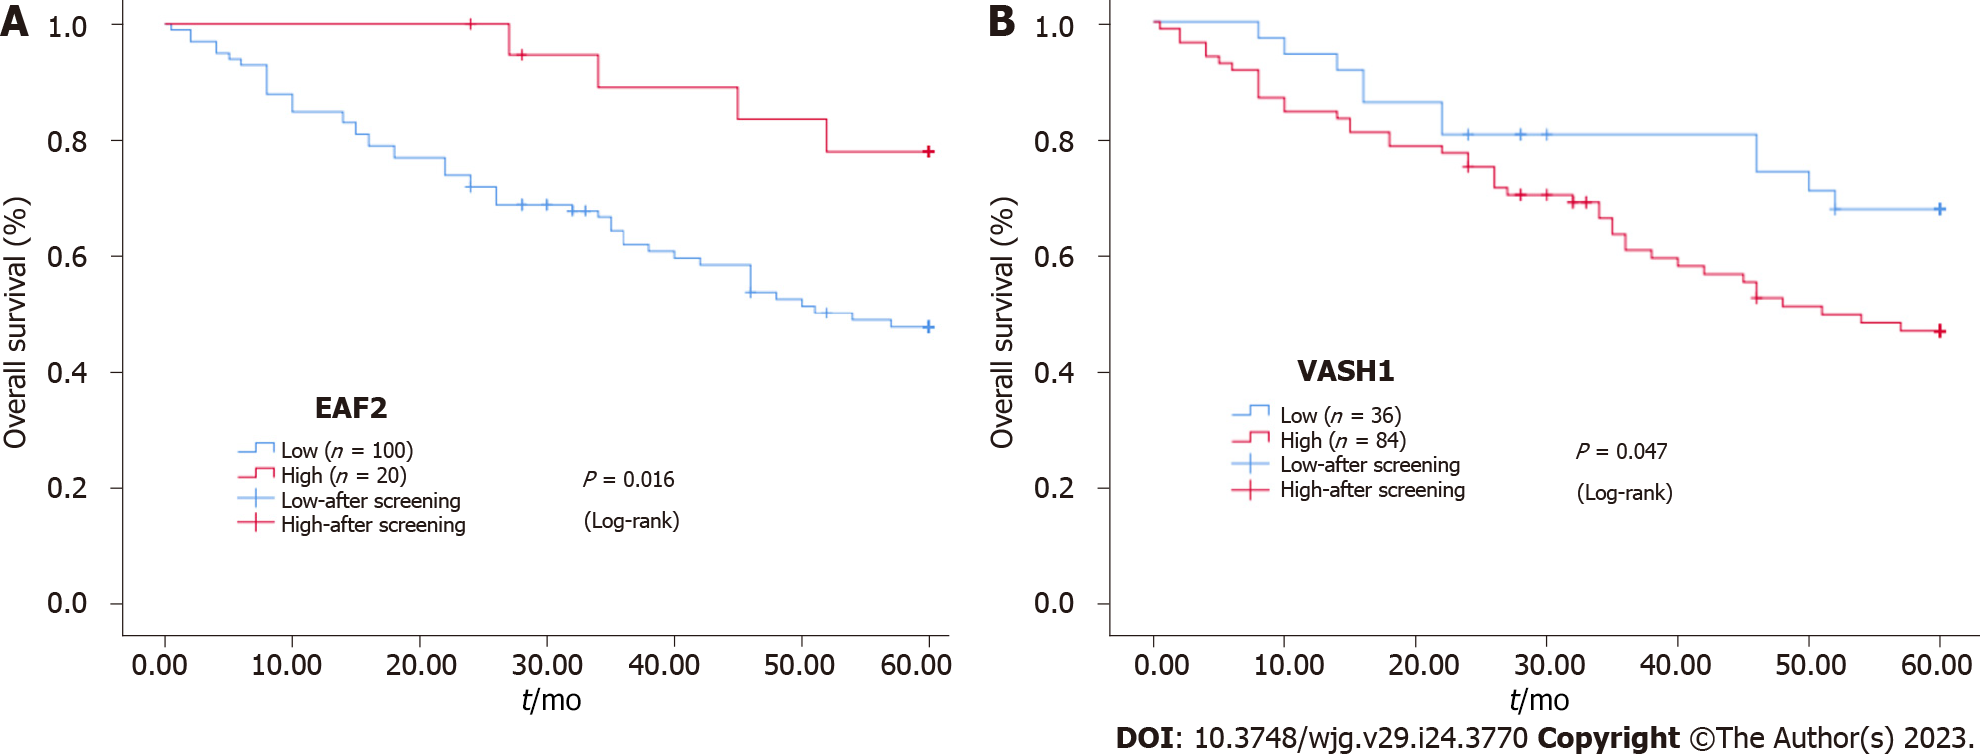 A
1.0
0.8
0.6
0.4
0.2
0.0
Overall survival (%)
EAF2
Low (n = 100)
High (n = 20)
Low-after screening
High-after screening
P = 0.016
(Log-rank)
0.00 10.00 20.00 30.00 40.00 50.00 60.00
t/mo
B
1.0
0.8
0.6
0.4
0.2
0.0
Overall survival (%)
VASH1
Low (n = 36)
High (n = 84)
Low-after screening
High-after screening
P = 0.047
(Log-rank)
0.00 10.00 20.00 30.00 40.00 50.00 60.00
t/mo
DOI: 10.3748/wjg.v29.i24.3770 Copyright ©The Author(s) 2023.